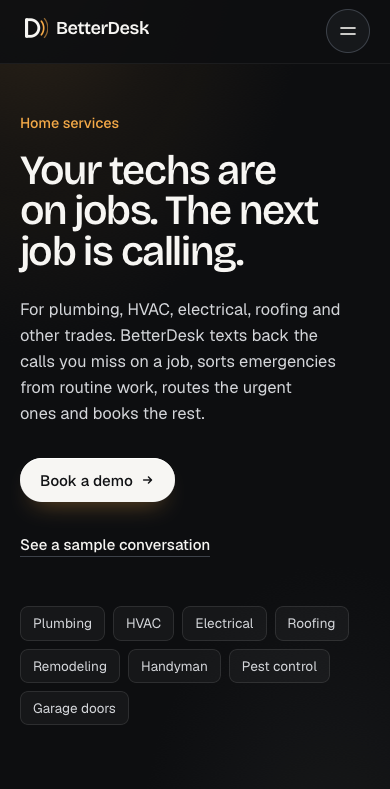 BetterDesk
Home services
Your techs are
on jobs. The next
job is calling.
For plumbing, HVAC, electrical, roofing and
other trades. BetterDesk texts back the
calls you miss on a job, sorts emergencies
from routine work, routes the urgent
ones and books the rest.
Book a demo →
See a sample conversation
Plumbing HVAC Electrical Roofing
Remodeling Handyman Pest control
Garage doors